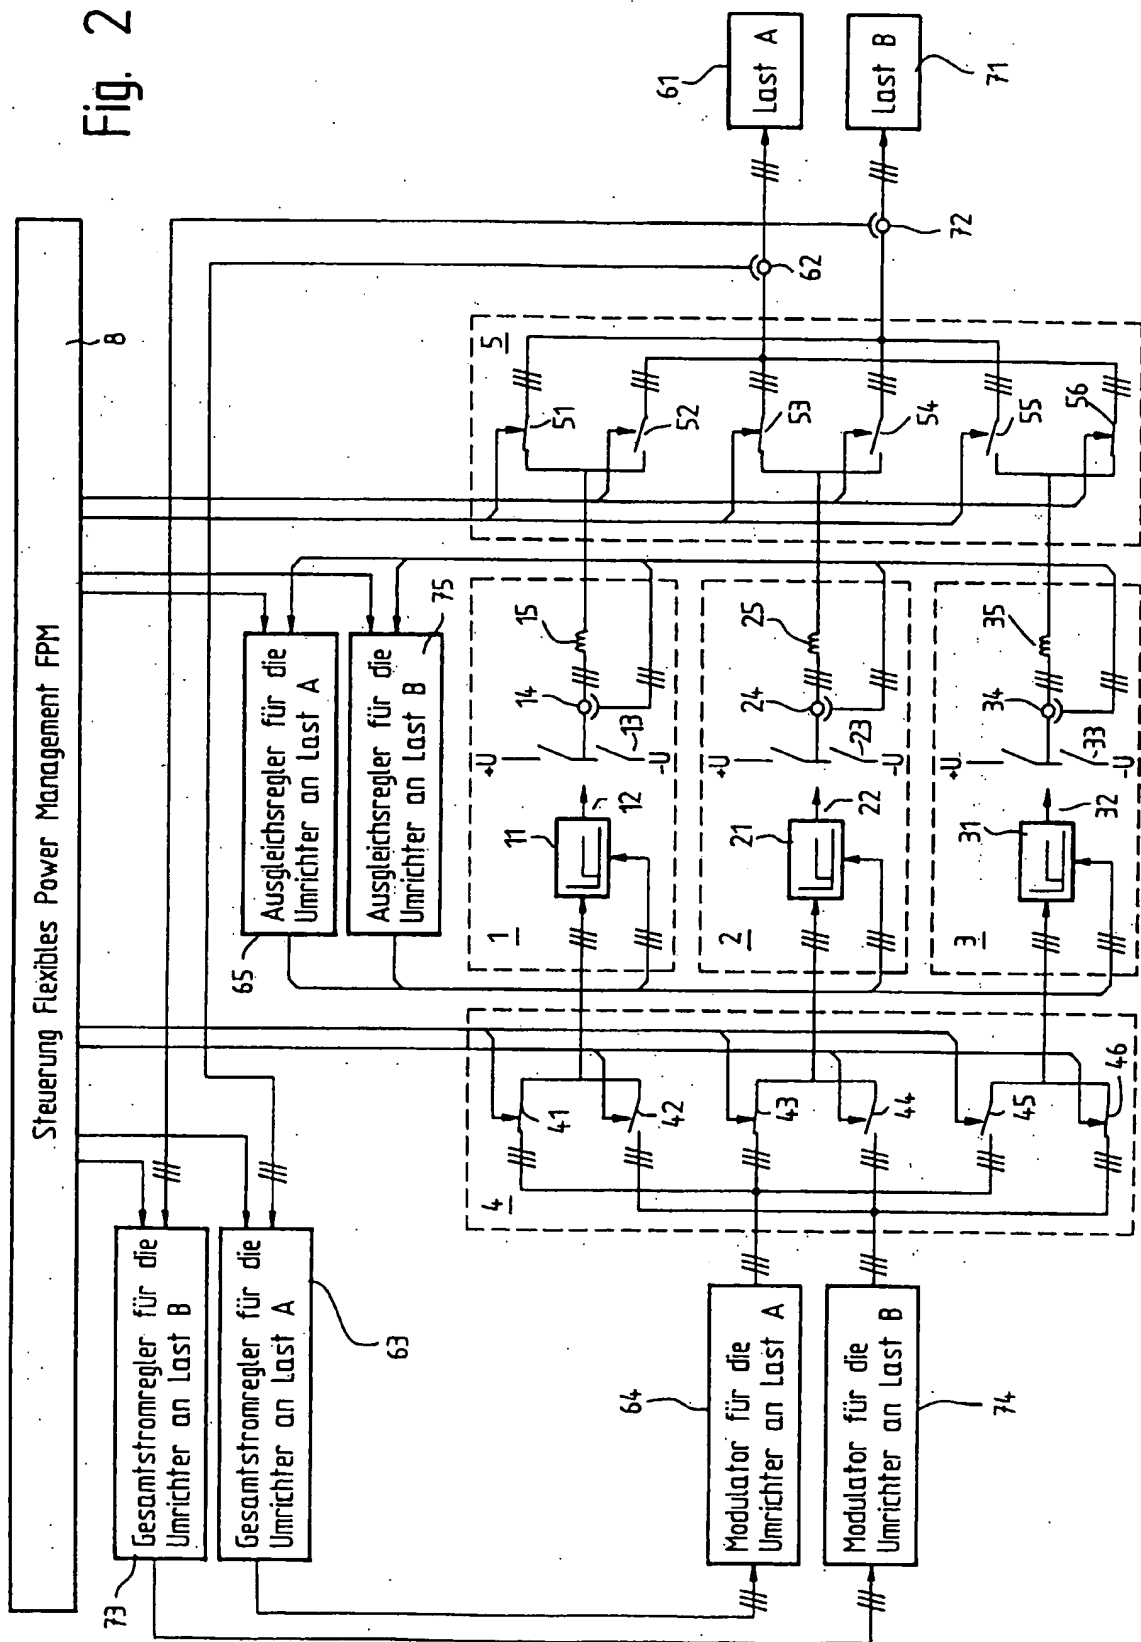 Fig. 2
Steuerung Flexibles Power Management FPM
8
73
Gesamtstromregler für die
Umrichter an Last B
Gesamtstromregler für die
Umrichter an Last A
63
65
Ausgleichsregler für die
Umrichter an Last A
Ausgleichsregler für die
Umrichter an Last B
75
64
Modulator für die
Umrichter an Last A
Modulator für die
Umrichter an Last B
74
4
41
42
43
44
45
46
1
11
12
+U
-U
13
14
15
2
21
22
+U
-U
23
24
25
3
31
32
+U
-U
33
34
35
5
51
52
53
54
55
56
62
72
61
Last A
Last B
71